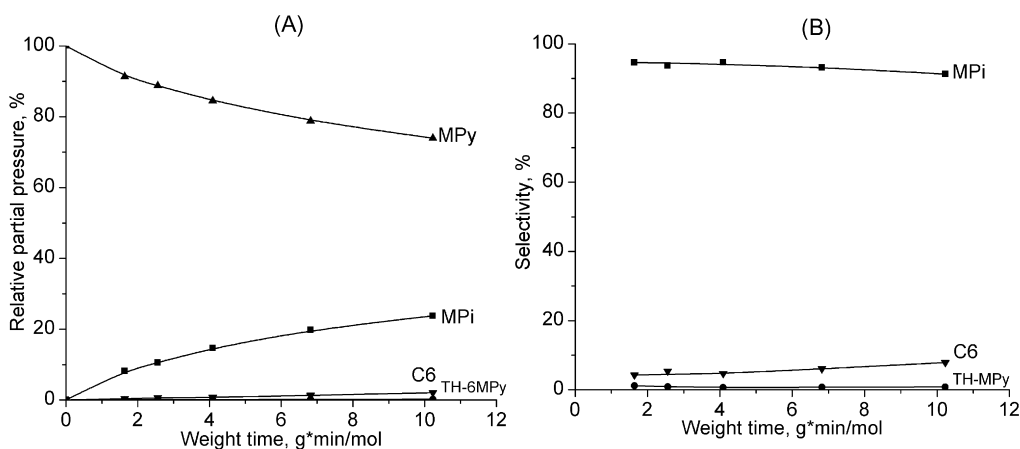 (A)
Relative partial pressure, %
100
80
60
40
20
0
MPy
MPi
C6
TH-6MPy
0 2 4 6 8 10 12
Weight time, g*min/mol
(B)
Selectivity, %
100
80
60
40
20
0
MPi
C6
TH-MPy
0 2 4 6 8 10 12
Weight time, g*min/mol